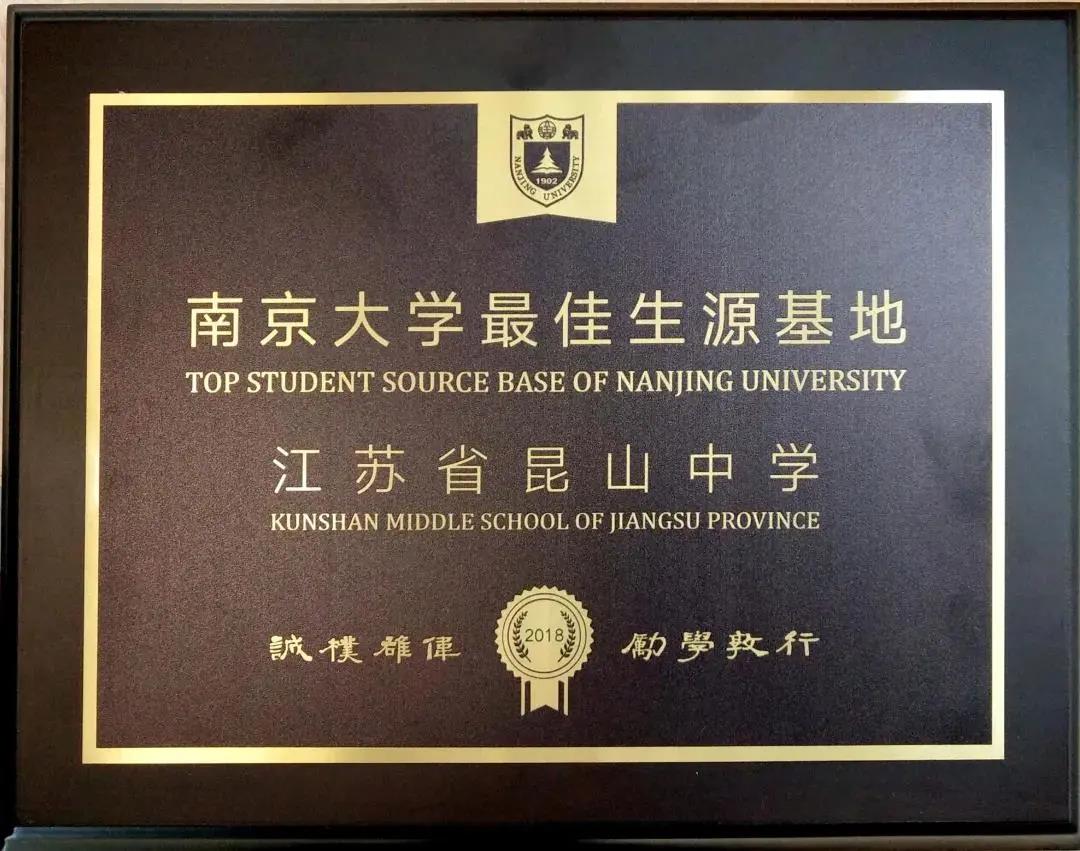 NANJING UNIVERSITY
1902
南京大学最佳生源基地
TOP STUDENT SOURCE BASE OF NANJING UNIVERSITY
江苏省昆山中学
KUNSHAN MIDDLE SCHOOL OF JIANGSU PROVINCE
誠樸雄偉 2018 勵學敦行